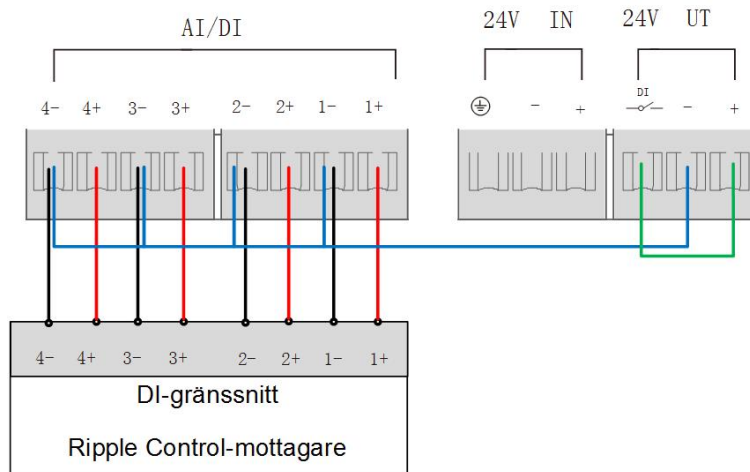 AI/DI
24V IN
24V UT
4- 4+ 3- 3+ 2- 2+ 1- 1+
- +
DI
- +
4- 4+ 3- 3+ 2- 2+ 1- 1+
DI-gränssnitt
Ripple Control-mottagare